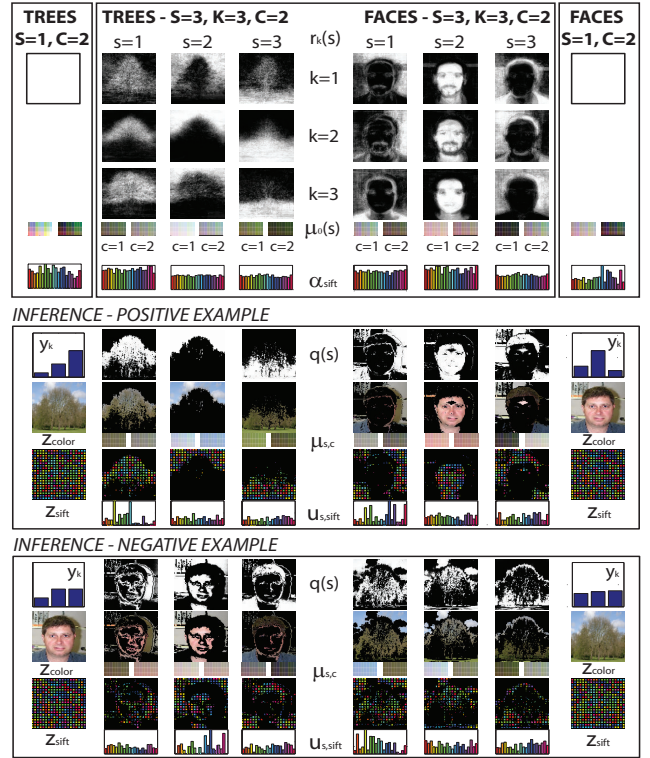 TREES
S=1, C=2
TREES - S=3, K=3, C=2
s=1 s=2 s=3
rk(s)
FACES - S=3, K=3, C=2
s=1 s=2 s=3
FACES
S=1, C=2
k=1
k=2
k=3
μ₀(s)
c=1 c=2 c=1 c=2 c=1 c=2
c=1 c=2 c=1 c=2 c=1 c=2
αsift
INFERENCE - POSITIVE EXAMPLE
yk
q(s)
yk
zcolor
μs,c
zcolor
zsift
us,sift
zsift
INFERENCE - NEGATIVE EXAMPLE
yk
q(s)
yk
zcolor
μs,c
zcolor
zsift
us,sift
zsift